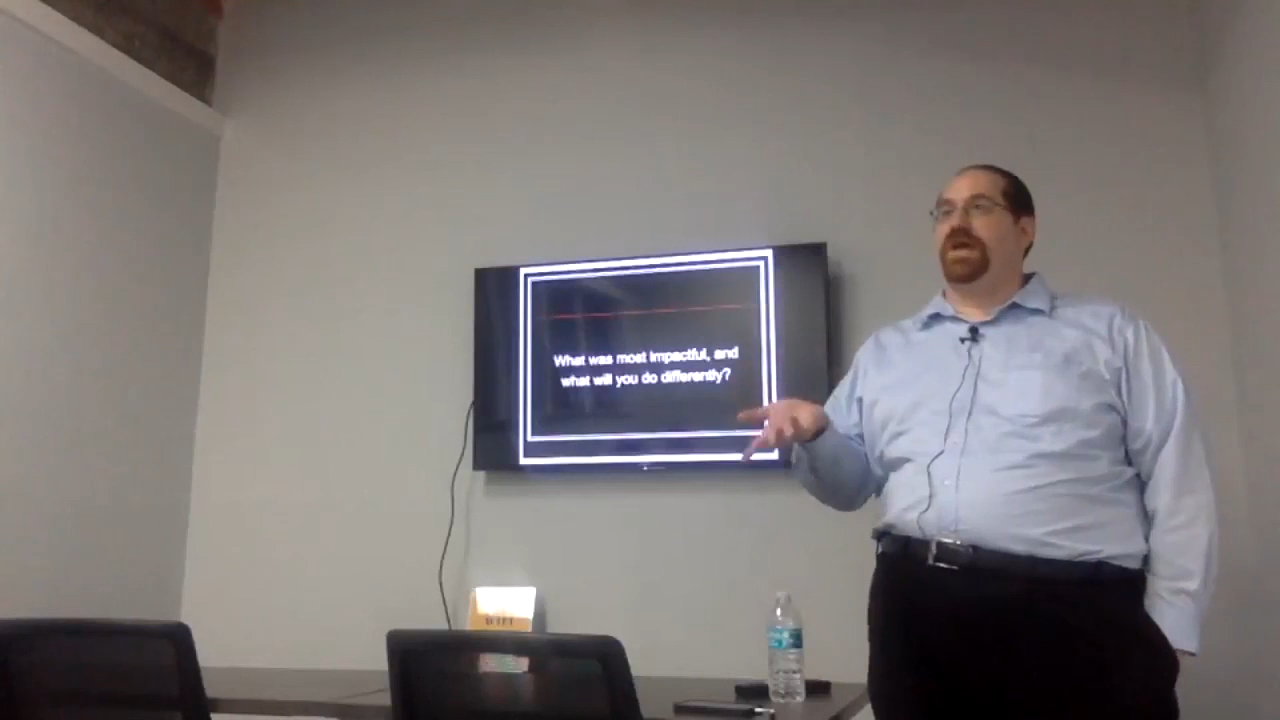 What was most impactful, and
what will you do differently?